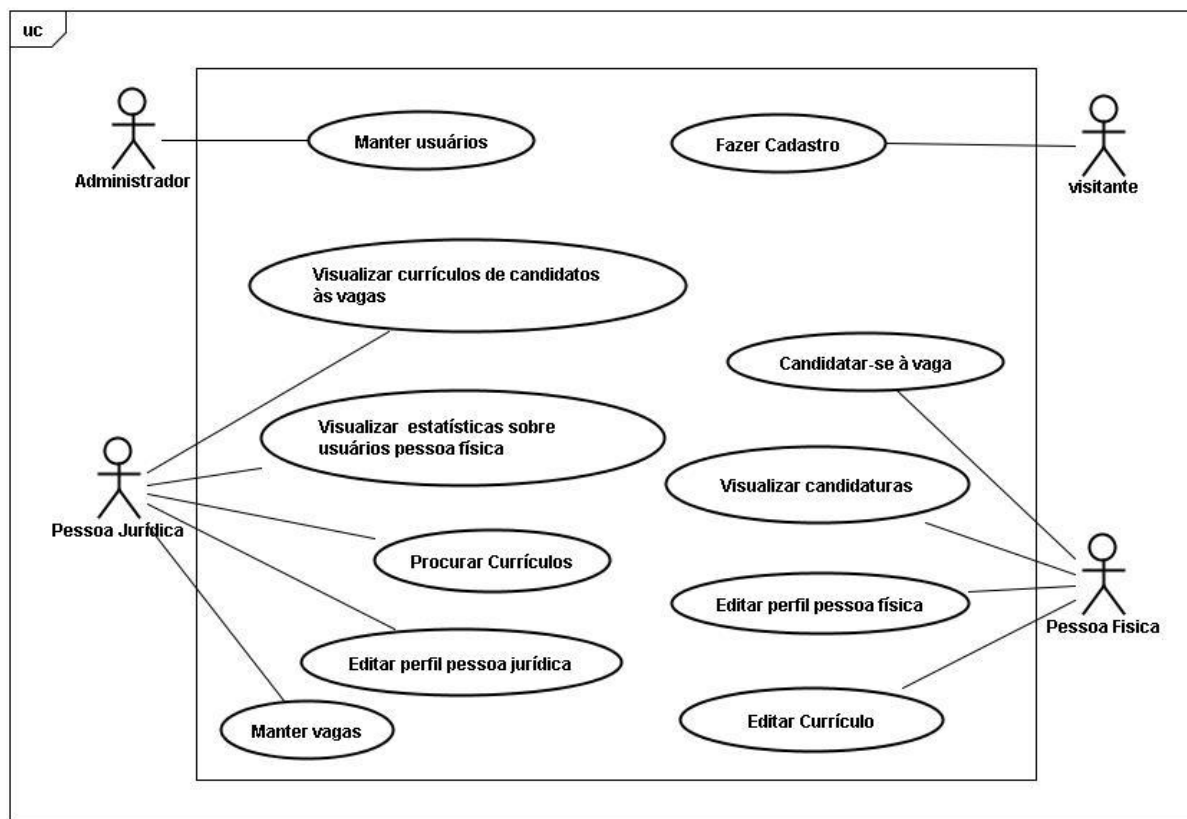 uc
Administrador
Manter usuários
Fazer Cadastro
visitante
Visualizar currículos de candidatos
às vagas
Candidatar-se à vaga
Visualizar estatísticas sobre
usuários pessoa física
Pessoa Jurídica
Visualizar candidaturas
Procurar Currículos
Editar perfil pessoa física
Pessoa Fisica
Editar perfil pessoa jurídica
Manter vagas
Editar Currículo